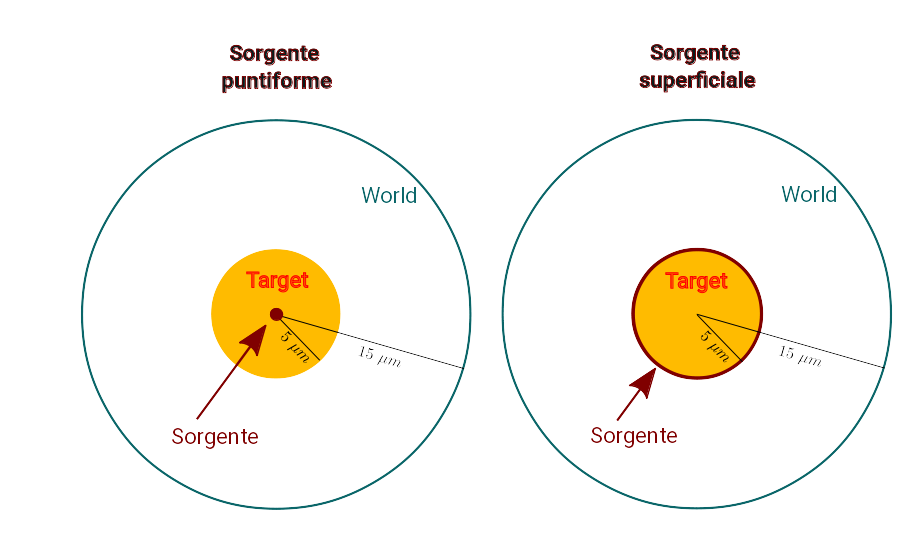 Sorgente
puntiforme
World
Target
5 μm
15 μm
Sorgente
Sorgente
superficiale
World
Target
5 μm
15 μm
Sorgente